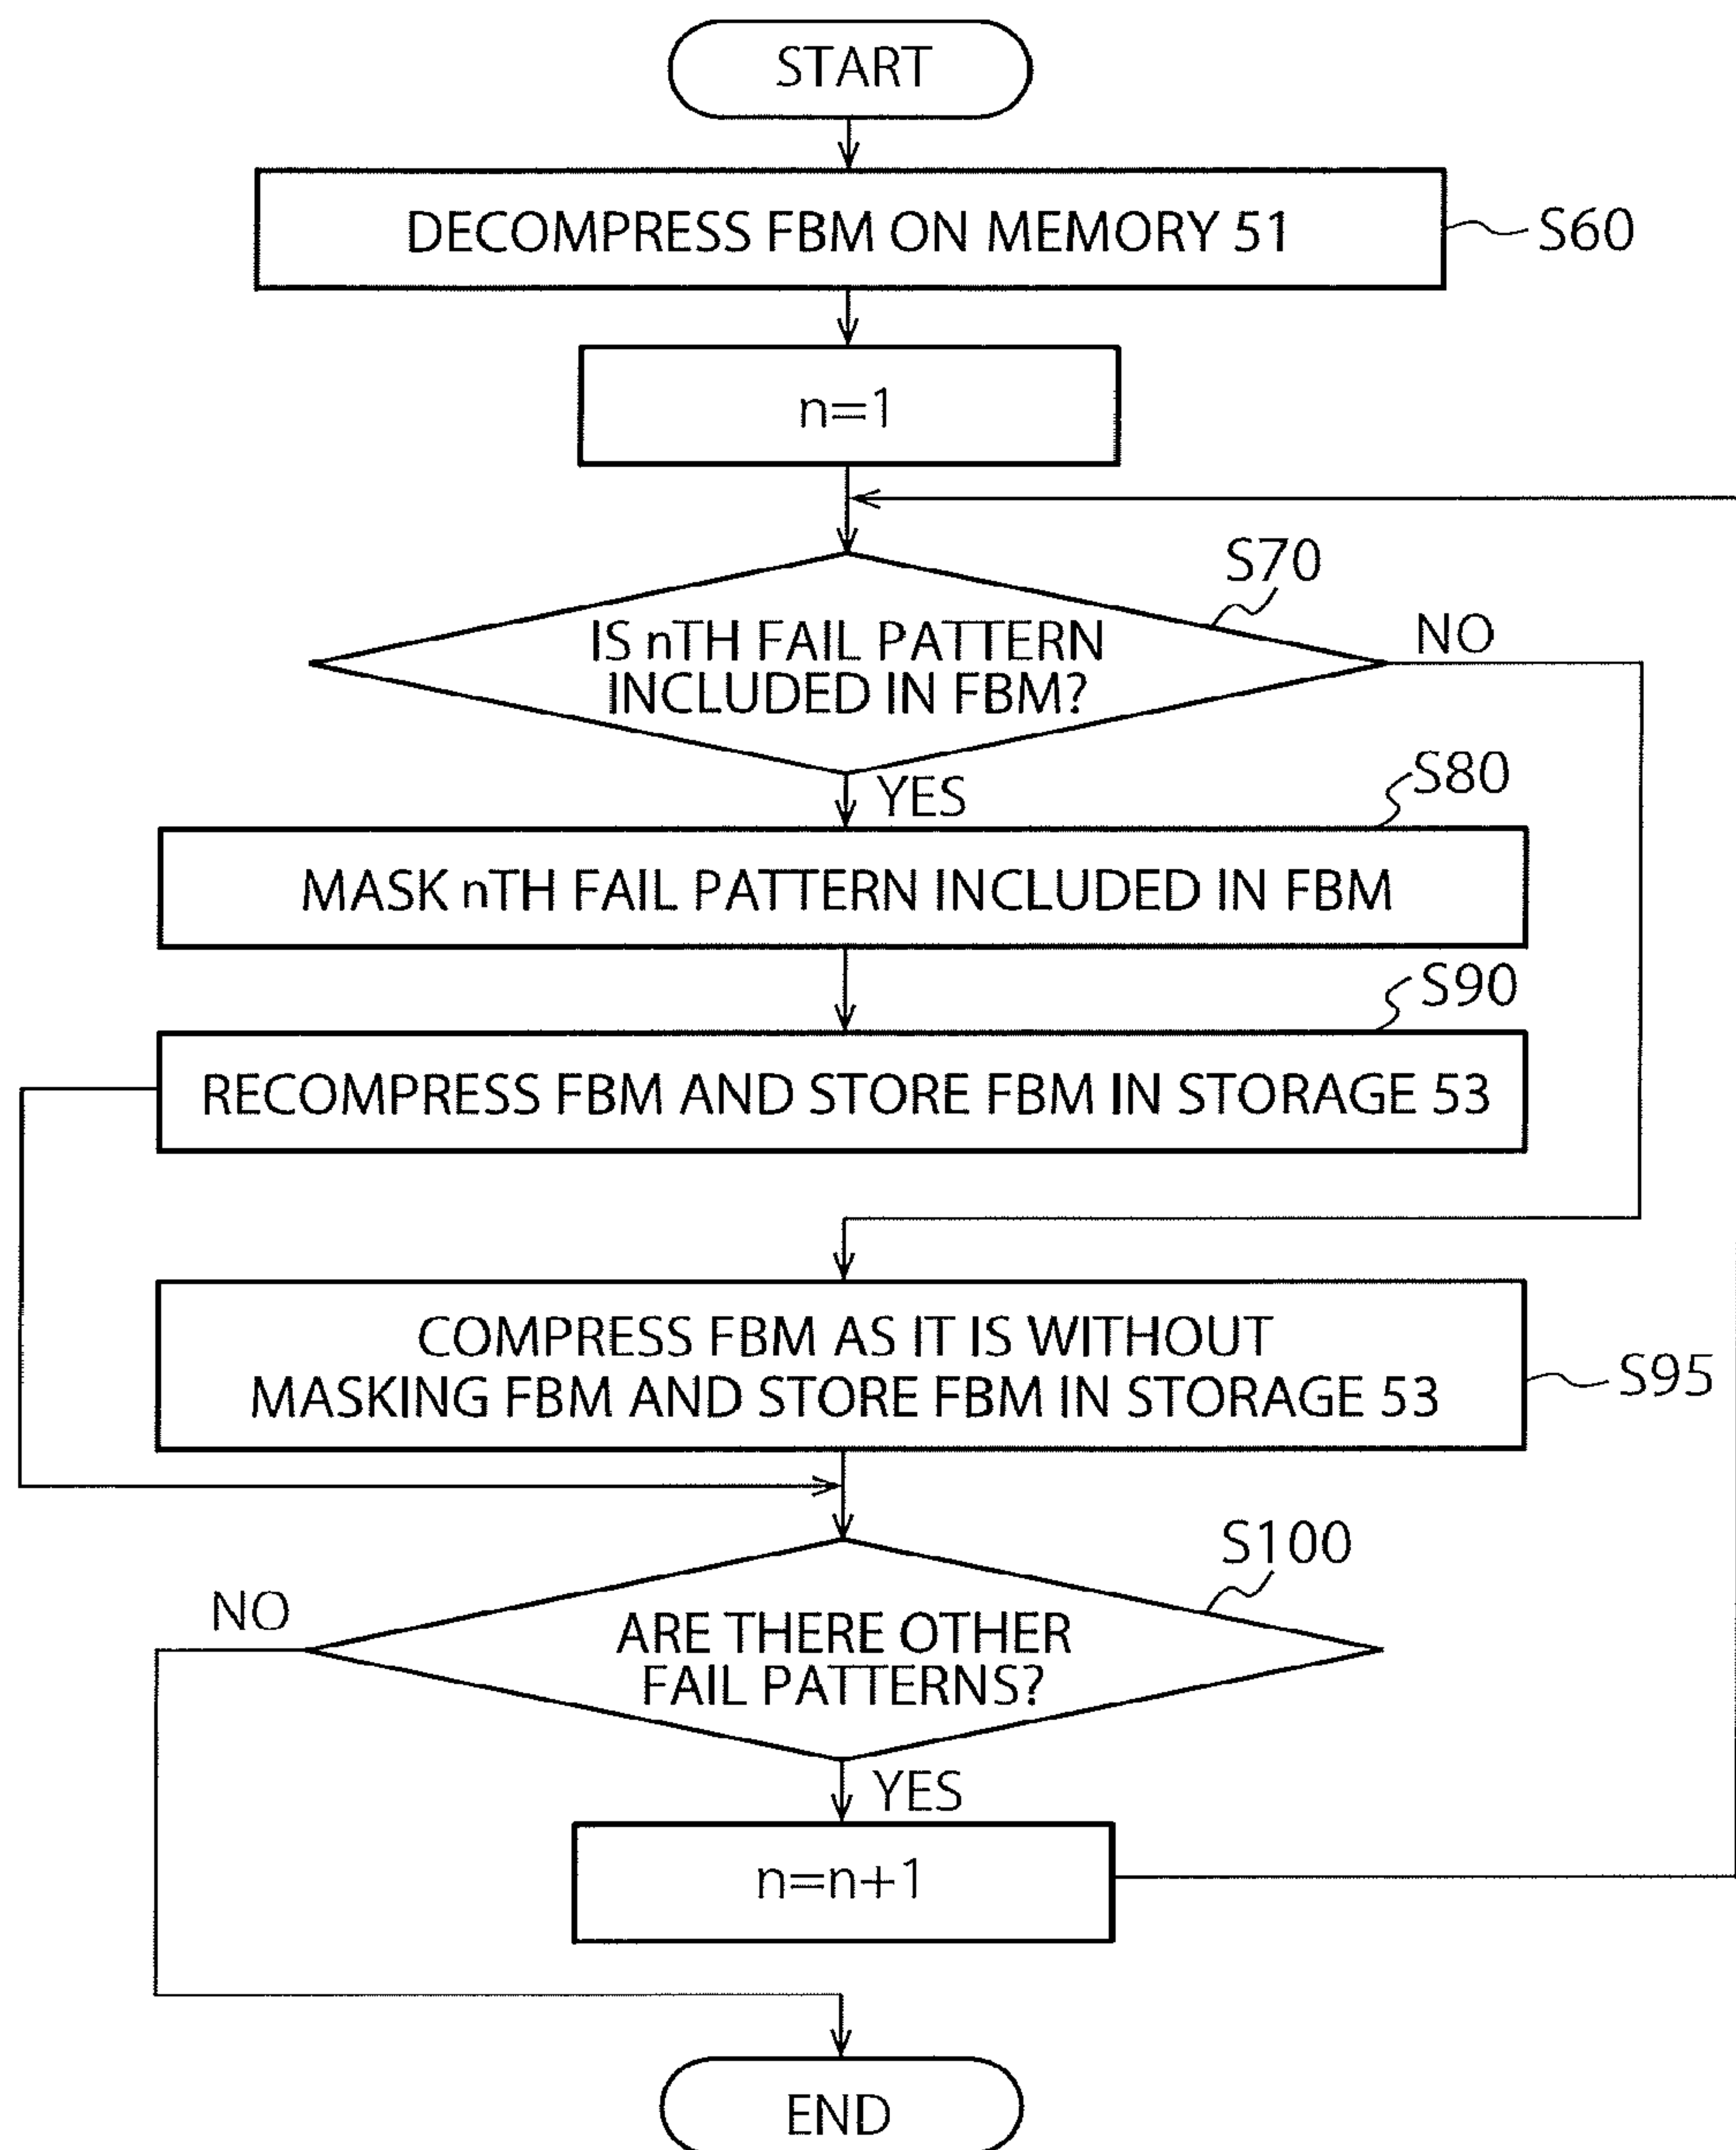 START
DECOMPRESS FBM ON MEMORY 51
S60
n=1
S70
IS nTH FAIL PATTERN
INCLUDED IN FBM?
NO
YES
S80
MASK nTH FAIL PATTERN INCLUDED IN FBM
S90
RECOMPRESS FBM AND STORE FBM IN STORAGE 53
COMPRESS FBM AS IT IS WITHOUT
MASKING FBM AND STORE FBM IN STORAGE 53
S95
S100
NO
ARE THERE OTHER
FAIL PATTERNS?
YES
n=n+1
END